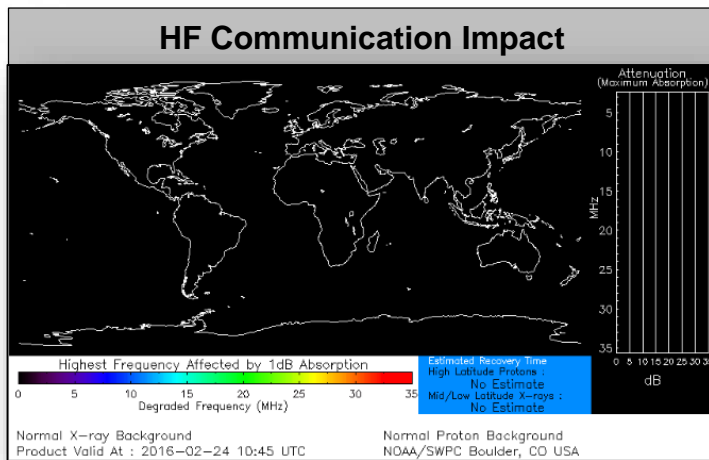 HF Communication Impact
Attenuation
(Maximum Absorption)
5
10
15
20
25
30
35
MHz
0 5 10 15 20 25 30 35
dB
Highest Frequency Affected by 1dB Absorption
0 5 10 15 20 25 30 35
Degraded Frequency (MHz)
Estimated Recovery Time
High Latitude Protons :
No Estimate
Mid/Low Latitude X-rays :
No Estimate
Normal X-ray Background
Product Valid At : 2016-02-24 10:45 UTC
Normal Proton Background
NOAA/SWPC Boulder, CO USA